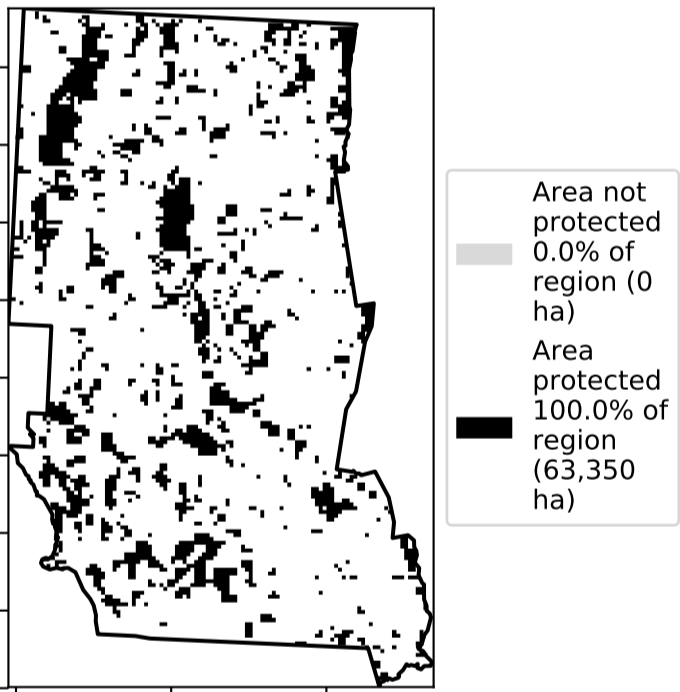 Area not
protected
0.0% of
region (0
ha)
Area
protected
100.0% of
region
(63,350
ha)